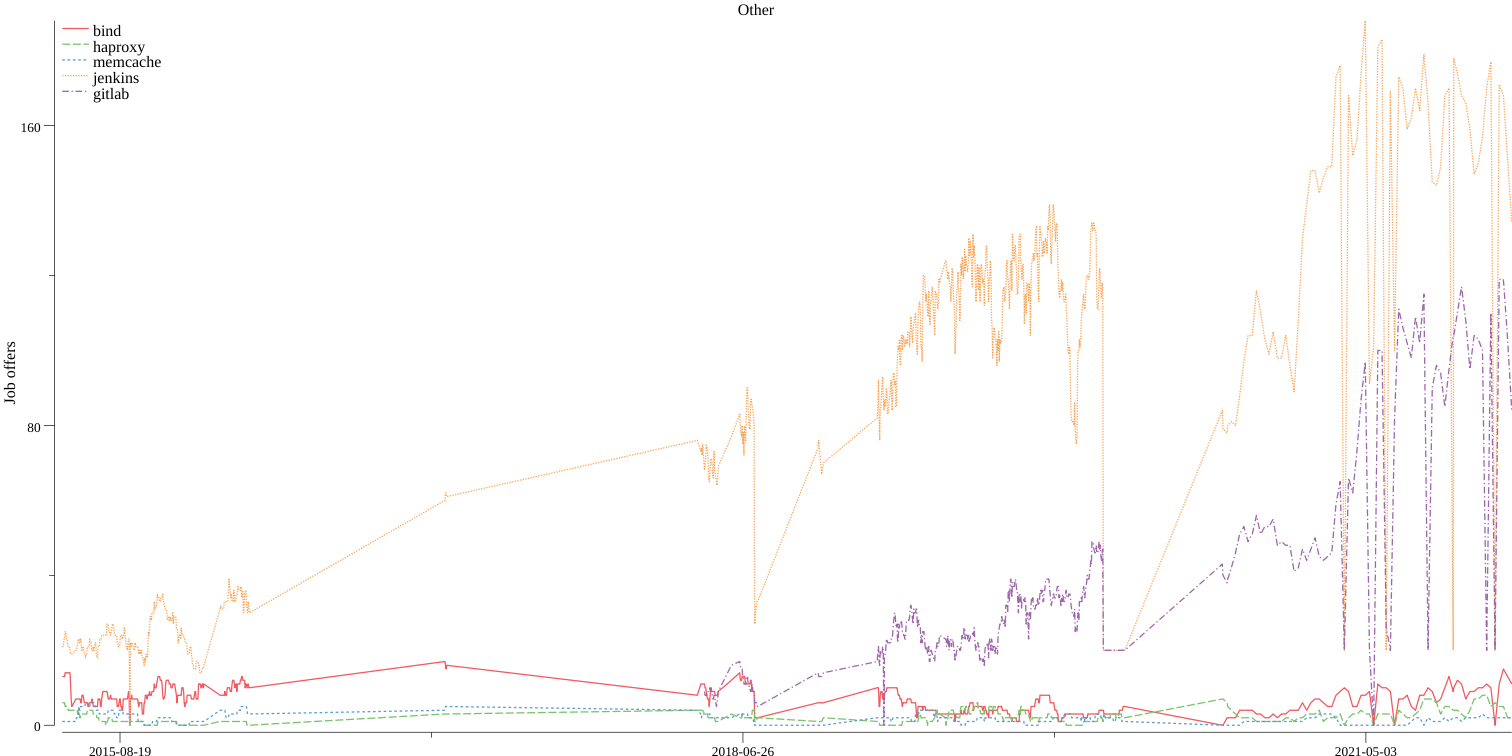 Other
bind
haproxy
memcache
jenkins
gitlab
160
80
0
Job offers
2015-08-19
2018-06-26
2021-05-03